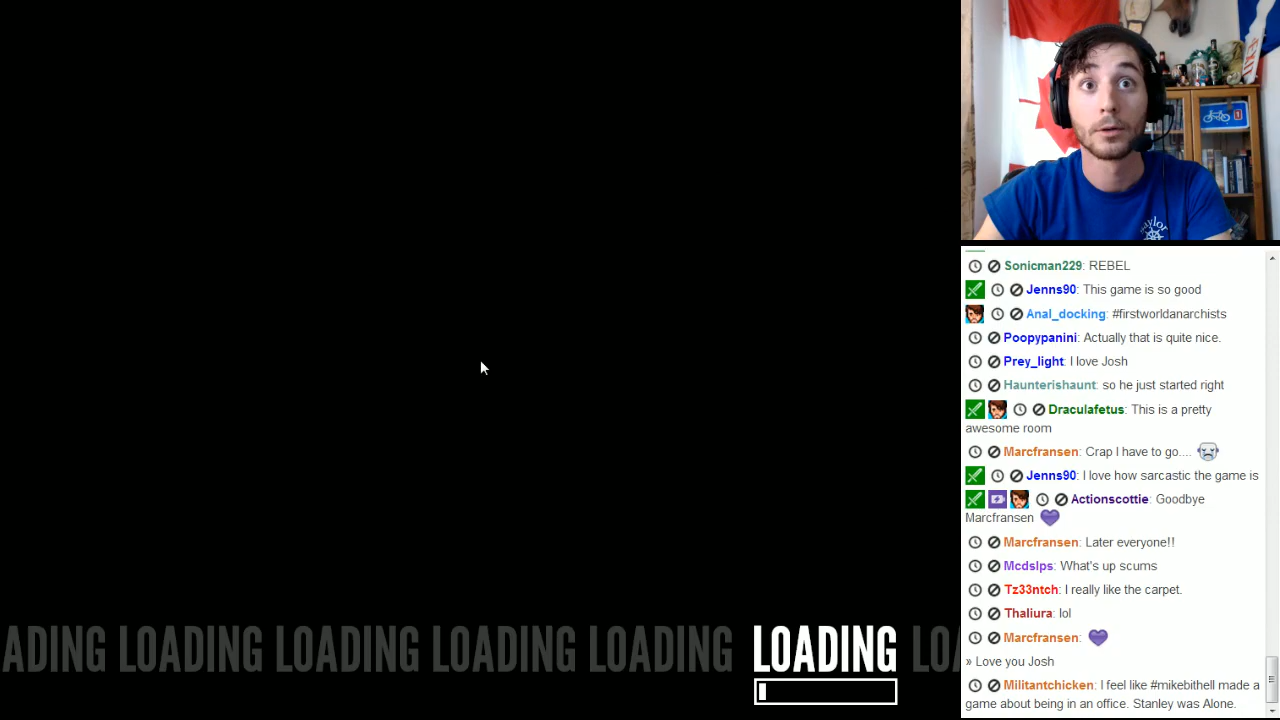 Sonicman229: REBEL
Jenns90: This game is so good
Anal_docking: #firstworldanarchists
Poopypanini: Actually that is quite nice.
Prey_light: I love Josh
Haunterishaunt: so he just started right
Draculafetus: This is a pretty
awesome room
Marcfransen: Crap I have to go....
Jenns90: I love how sarcastic the game is
Actionscottie: Goodbye
Marcfransen
Marcfransen: Later everyone!!
Mcdslps: What's up scums
Tz33ntch: I really like the carpet.
Thaliura: lol
Marcfransen:
» Love you Josh
Militantchicken: I feel like #mikebithell made a
game about being in an office. Stanley was Alone.
ADING LOADING LOADING LOADING LOADING LOADING LO